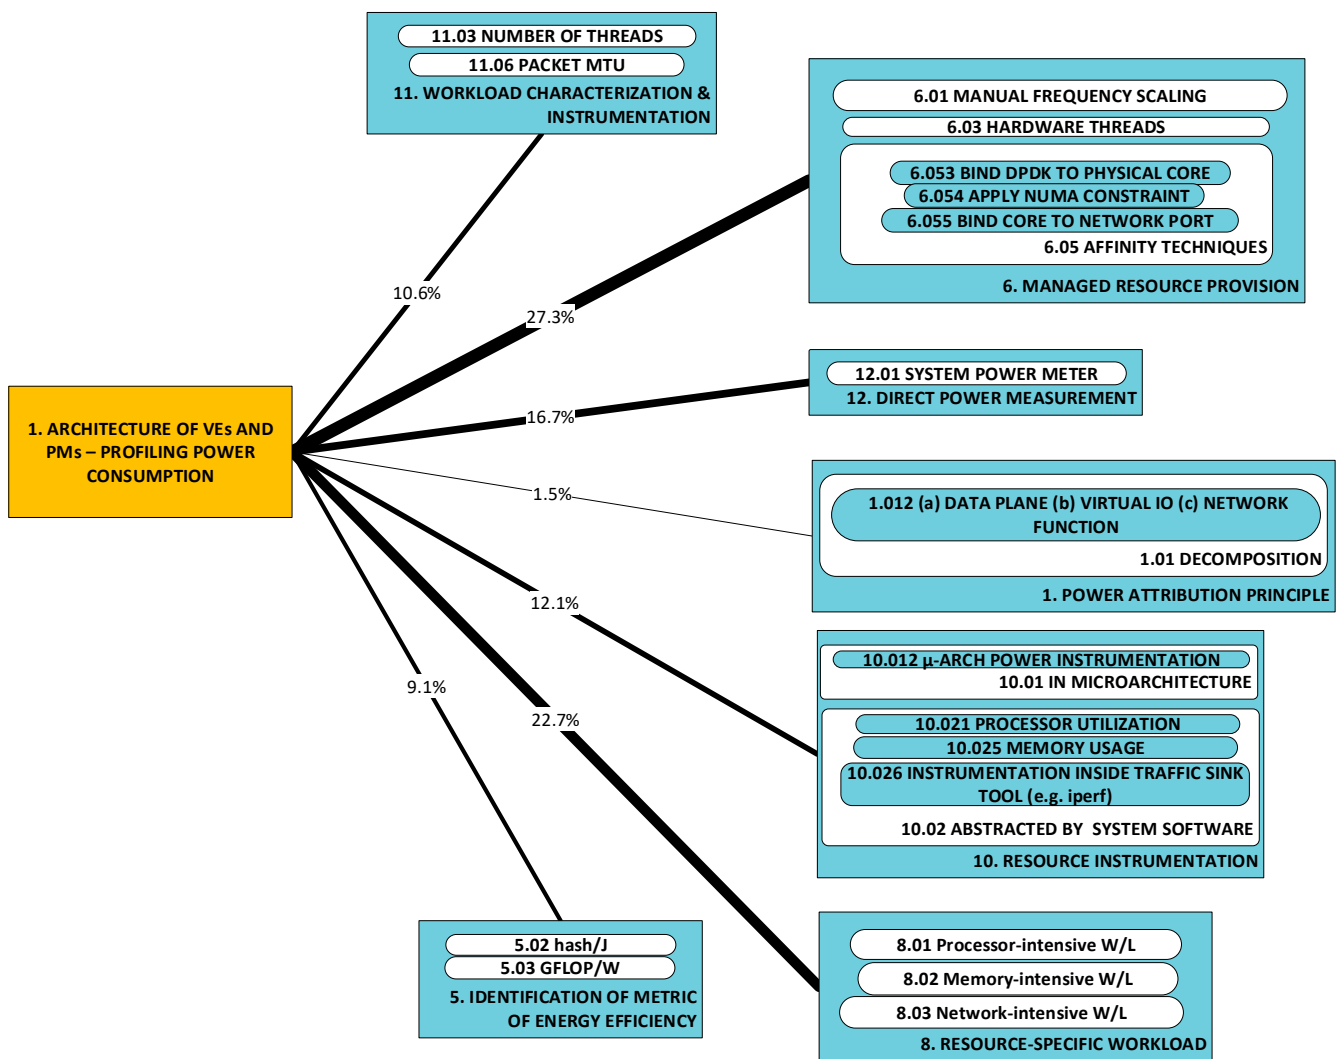 11.03 NUMBER OF THREADS
11.06 PACKET MTU
11. WORKLOAD CHARACTERIZATION &
INSTRUMENTATION
6.01 MANUAL FREQUENCY SCALING
6.03 HARDWARE THREADS
6.053 BIND DPDK TO PHYSICAL CORE
6.054 APPLY NUMA CONSTRAINT
6.055 BIND CORE TO NETWORK PORT
6.05 AFFINITY TECHNIQUES
6. MANAGED RESOURCE PROVISION
10.6%
27.3%
12.01 SYSTEM POWER METER
12. DIRECT POWER MEASUREMENT
16.7%
1. ARCHITECTURE OF VEs AND
PMs – PROFILING POWER
CONSUMPTION
1.5%
1.012 (a) DATA PLANE (b) VIRTUAL IO (c) NETWORK
FUNCTION
1.01 DECOMPOSITION
1. POWER ATTRIBUTION PRINCIPLE
12.1%
10.012 μ-ARCH POWER INSTRUMENTATION
10.01 IN MICROARCHITECTURE
10.021 PROCESSOR UTILIZATION
10.025 MEMORY USAGE
10.026 INSTRUMENTATION INSIDE TRAFFIC SINK
TOOL (e.g. iperf)
10.02 ABSTRACTED BY SYSTEM SOFTWARE
10. RESOURCE INSTRUMENTATION
9.1%
22.7%
5.02 hash/J
5.03 GFLOP/W
5. IDENTIFICATION OF METRIC
OF ENERGY EFFICIENCY
8.01 Processor-intensive W/L
8.02 Memory-intensive W/L
8.03 Network-intensive W/L
8. RESOURCE-SPECIFIC WORKLOAD